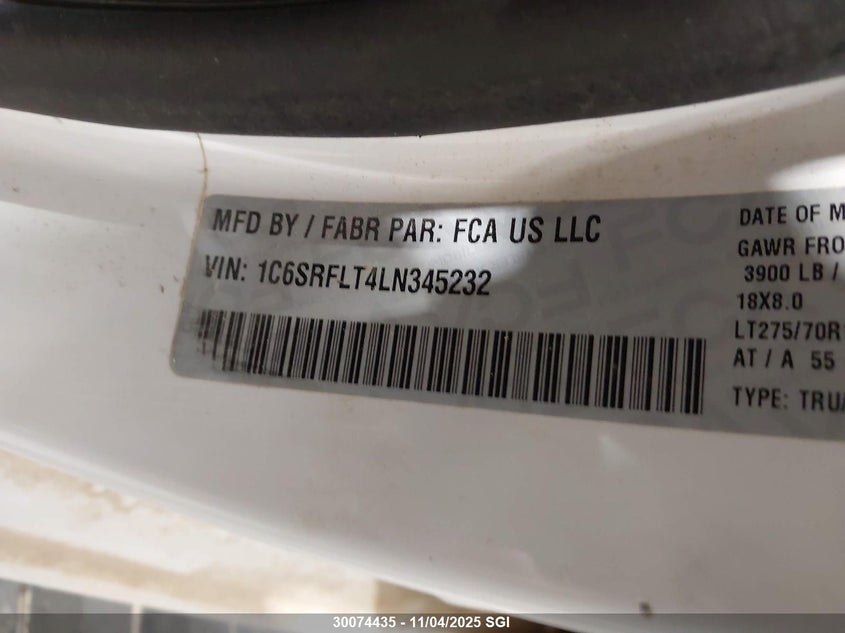 MFD BY / FABR PAR: FCA US LLC
VIN: 1C6SRFLT4LN345232
DATE OF M
GAWR FRO
3900 LB /
18X8.0
LT275/70R
AT / A 55
TYPE: TRU
30074435 - 11/04/2025 SGI